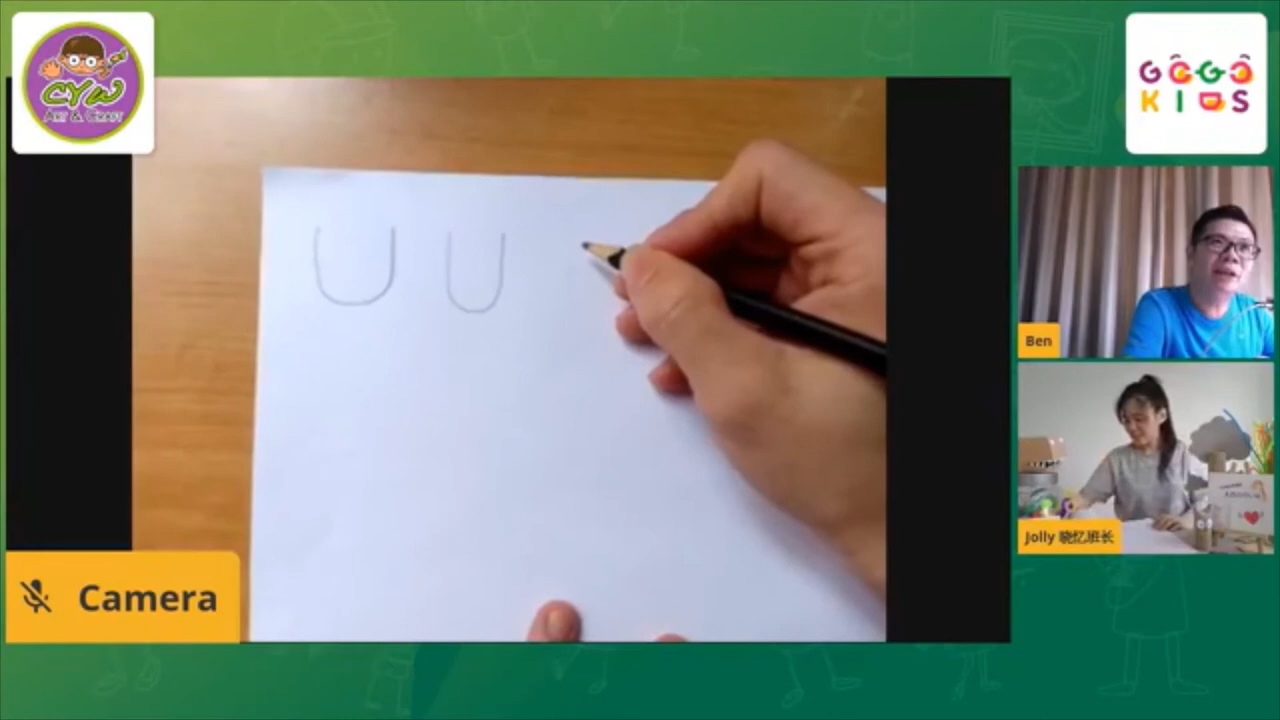 CYW
ART & CRAFT
GOGO
KIDS
U U
Ben
Jolly 晓忆班长
Camera